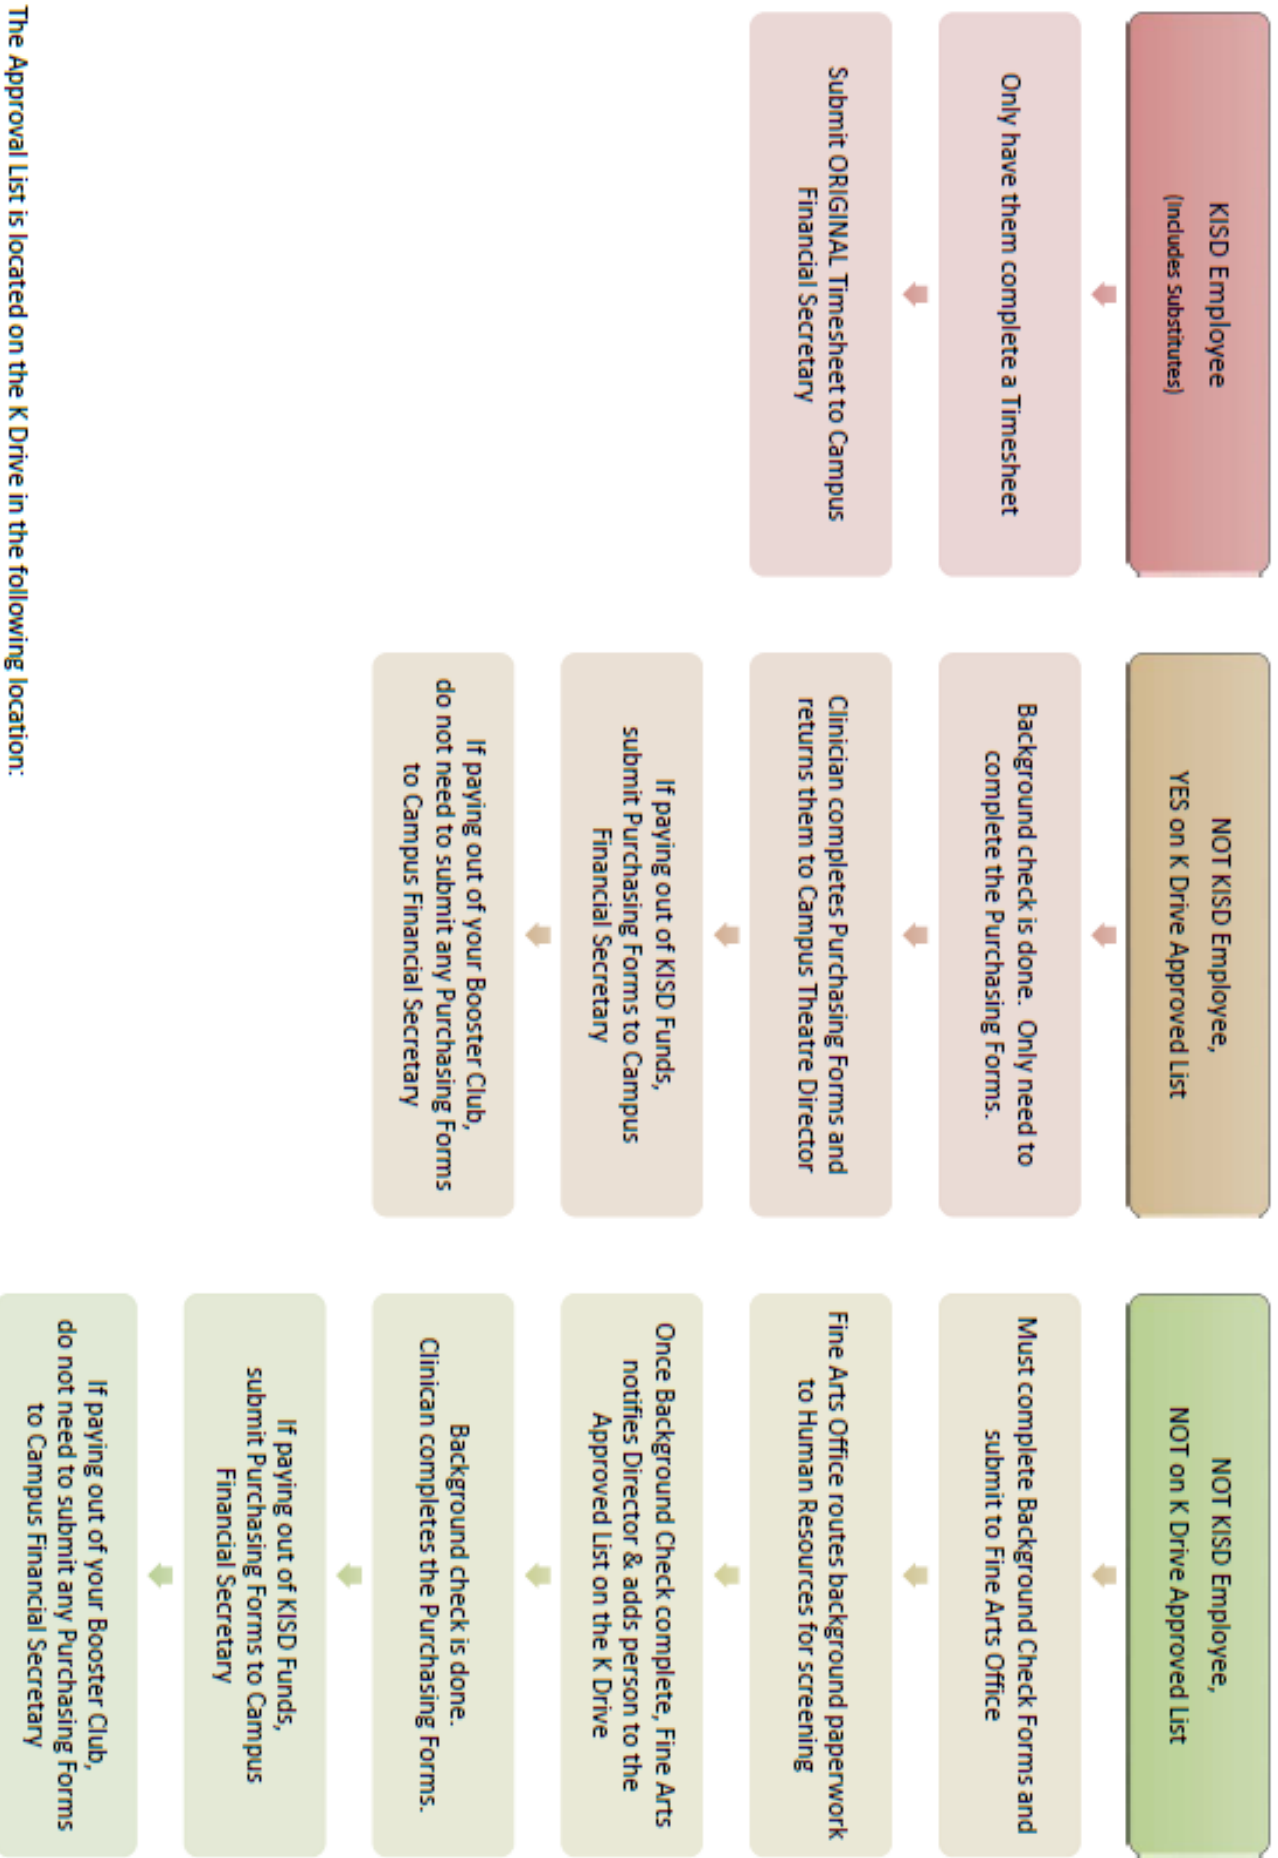 KISD Employee
(Includes Substitutes)
Only have them complete a Timesheet
Submit ORIGINAL Timesheet to Campus
Financial Secretary
NOT KISD Employee,
YES on K Drive Approved List
Background check is done.  Only need to
complete the Purchasing Forms.
Clinician completes Purchasing Forms and
returns them to Campus Theatre Director
If paying out of KISD Funds,
submit Purchasing Forms to Campus
Financial Secretary
If paying out of your Booster Club,
do not need to submit any Purchasing Forms
to Campus Financial Secretary
NOT KISD Employee,
NOT on K Drive Approved List
Must complete Background Check Forms and
submit to Fine Arts Office
Fine Arts Office routes background paperwork
to Human Resources for screening
Once Background Check complete, Fine Arts
notifies Director & adds person to the
Approved List on the K Drive
Background check is done.
Clinican completes the Purchasing Forms.
If paying out of KISD Funds,
submit Purchasing Forms to Campus
Financial Secretary
If paying out of your Booster Club,
do not need to submit any Purchasing Forms
to Campus Financial Secretary
The Approval List is located on the K Drive in the following location: